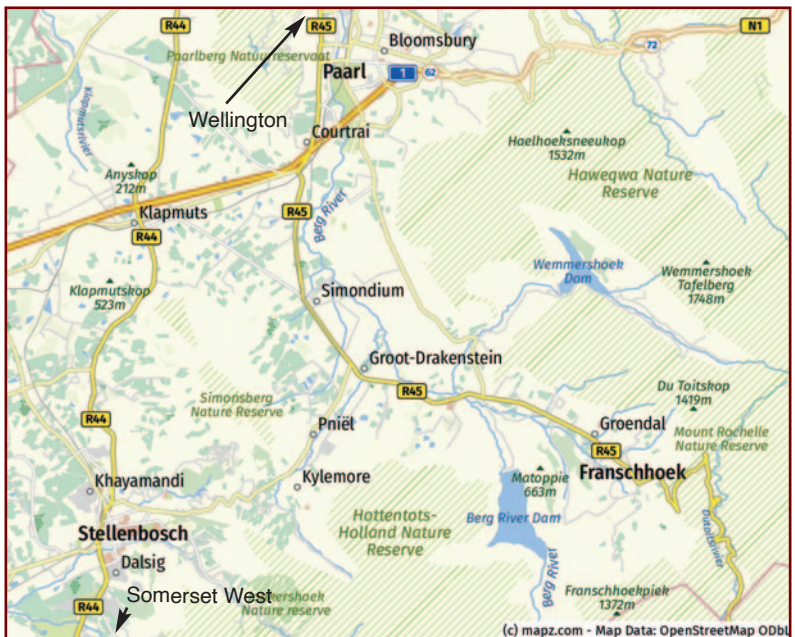 R44
R45
N1
Bloomsbury
72
Paarlberg Natuurreservaat
Paarl
1
62
Klapmutsrivier
Wellington
Courtrai
Haelhoeksneeukop
1532m
Anyskop
212m
Haweqwa Nature
Reserve
Klapmuts
R45
Berg River
R44
Wemmershoek
Dam
Wemmershoek
Tafelberg
1748m
Klapmutskop
523m
Simondium
Groot-Drakenstein
R45
Simonsberg
Nature Reserve
Du Toitskop
1419m
R44
Pniël
Groendal
Mount Rochelle
Nature Reserve
R45
Franschhoek
Khayamandi
Kylemore
Matoppie
663m
Hottentots-
Holland Nature
Reserve
Berg River Dam
Dutoitsrivier
Stellenbosch
Dalsig
Berg River
Somerset West
Nature reserve
R44
Franschhoekpiek
1372m
(c) mapz.com - Map Data: OpenStreetMap ODbL